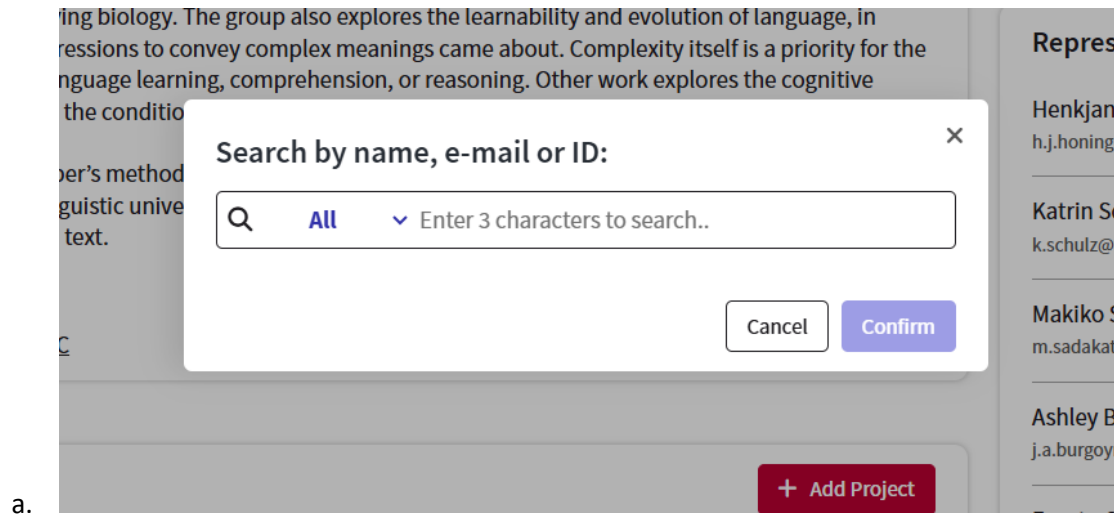 ing biology. The group also explores the learnability and evolution of language, in
ressions to convey complex meanings came about. Complexity itself is a priority for the
nguage learning, comprehension, or reasoning. Other work explores the cognitive
the conditio
per's method
guistic unive
text.
C
Search by name, e-mail or ID:
×
All
Enter 3 characters to search..
Cancel
Confirm
+ Add Project
Repres
Henkjan
h.j.honing
Katrin S
k.schulz@
Makiko S
m.sadakat
Ashley B
j.a.burgoy
a.